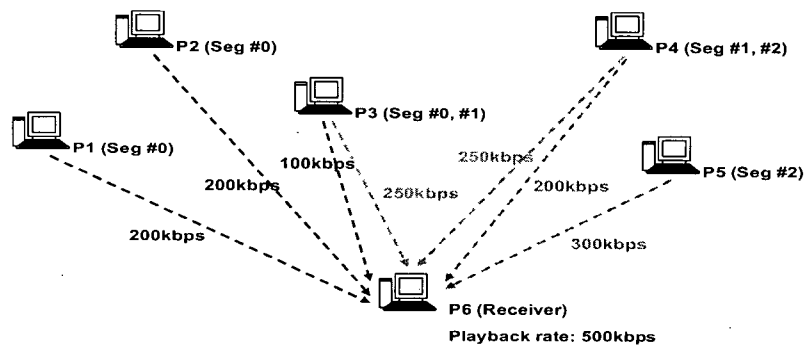 P2 (Seg #0)
P4 (Seg #1, #2)
P3 (Seg #0, #1)
P1 (Seg #0)
100kbps
250kbps
P5 (Seg #2)
200kbps
250kbps
200kbps
200kbps
300kbps
P6 (Receiver)
Playback rate: 500kbps